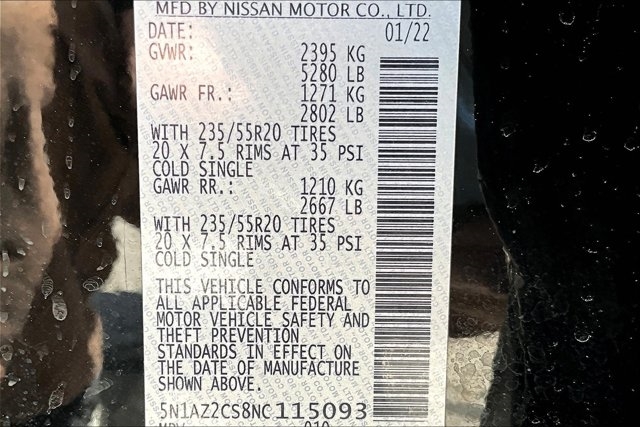 MFD BY NISSAN MOTOR CO., LTD.
DATE: 01/22
GVWR: 2395 KG
5280 LB
GAWR FR.: 1271 KG
2802 LB
WITH 235/55R20 TIRES
20 X 7.5 RIMS AT 35 PSI
COLD SINGLE
GAWR RR.: 1210 KG
2667 LB
WITH 235/55R20 TIRES
20 X 7.5 RIMS AT 35 PSI
COLD SINGLE
THIS VEHICLE CONFORMS TO
ALL APPLICABLE FEDERAL
MOTOR VEHICLE SAFETY AND
THEFT PREVENTION
STANDARDS IN EFFECT ON
THE DATE OF MANUFACTURE
SHOWN ABOVE.
5N1AZ2CS8NC115093